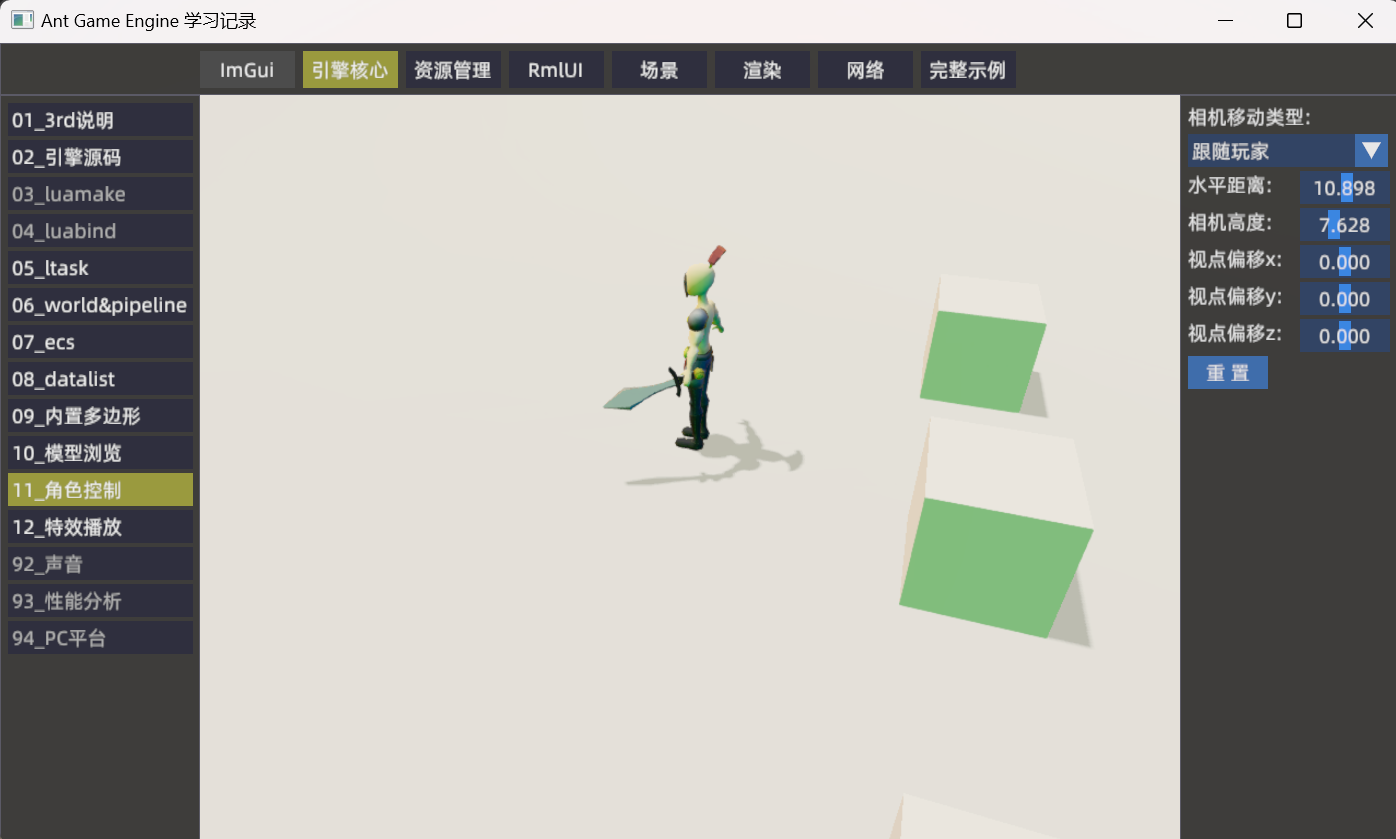 Ant Game Engine 学习记录
ImGui 引擎核心 资源管理 RmlUI 场景 渲染 网络 完整示例
01_3rd说明
02_引擎源码
03_luamake
04_luabind
05_ltask
06_world&pipeline
07_ecs
08_datalist
09_内置多边形
10_模型浏览
11_角色控制
12_特效播放
92_声音
93_性能分析
94_PC平台
相机移动类型:
跟随玩家
水平距离: 10.898
相机高度: 7.628
视点偏移x: 0.000
视点偏移y: 0.000
视点偏移z: 0.000
重 置